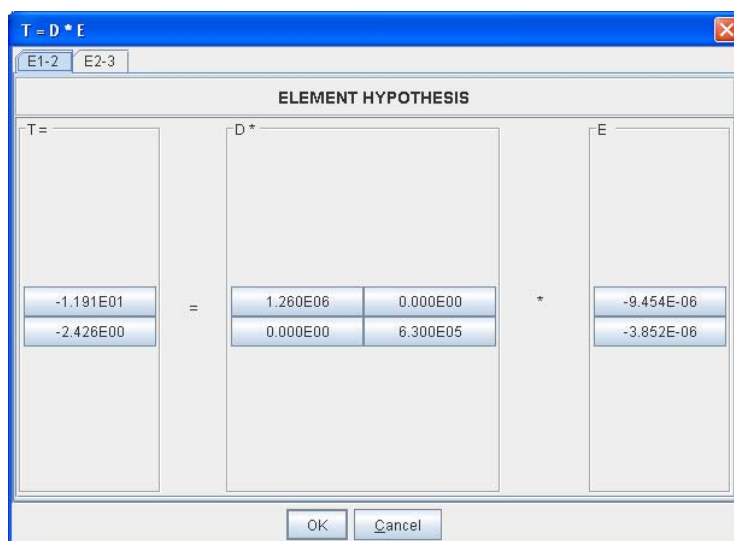 T = D * E
E1-2 E2-3
ELEMENT HYPOTHESIS
T = D * E
-1.191E01 = 1.260E06 0.000E00 * -9.454E-06
-2.426E00 0.000E00 6.300E05 -3.852E-06
OK Cancel